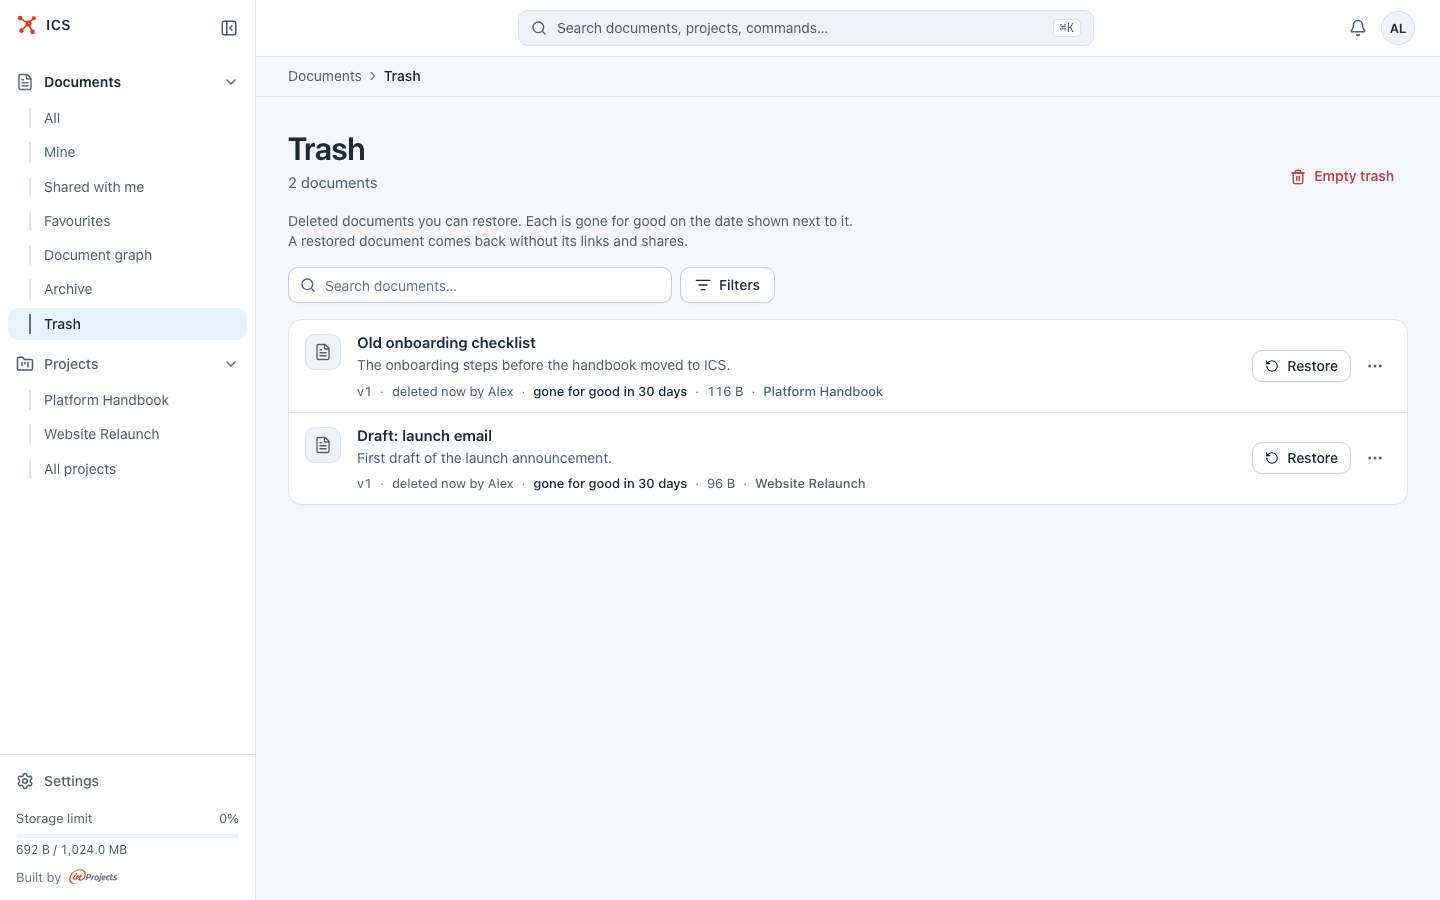 ICS
Search documents, projects, commands...
⌘K
AL
Documents
All
Mine
Shared with me
Favourites
Document graph
Archive
Trash
Projects
Platform Handbook
Website Relaunch
All projects
Settings
Storage limit 0%
692 B / 1,024.0 MB
Built by inProjects
Documents > Trash
Trash
2 documents
Empty trash
Deleted documents you can restore. Each is gone for good on the date shown next to it.
A restored document comes back without its links and shares.
Search documents...
Filters
Old onboarding checklist
The onboarding steps before the handbook moved to ICS.
v1 · deleted now by Alex · gone for good in 30 days · 116 B · Platform Handbook
Restore
Draft: launch email
First draft of the launch announcement.
v1 · deleted now by Alex · gone for good in 30 days · 96 B · Website Relaunch
Restore